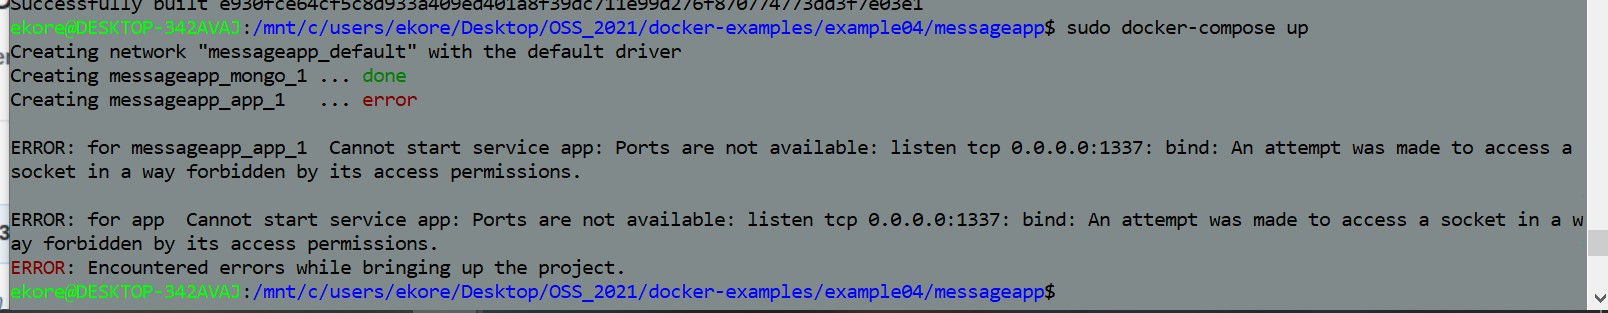 Successfully built e930fce64cf5c8d933a409ed401a8f39dc711e99d276f870774773dd3f7e03e1
ekore@DESKTOP-342AVAJ:/mnt/c/users/ekore/Desktop/OSS_2021/docker-examples/example04/messageapp$ sudo docker-compose up
Creating network "messageapp_default" with the default driver
Creating messageapp_mongo_1 ... done
Creating messageapp_app_1   ... error
ERROR: for messageapp_app_1  Cannot start service app: Ports are not available: listen tcp 0.0.0.0:1337: bind: An attempt was made to access a
socket in a way forbidden by its access permissions.
ERROR: for app  Cannot start service app: Ports are not available: listen tcp 0.0.0.0:1337: bind: An attempt was made to access a socket in a w
ay forbidden by its access permissions.
ERROR: Encountered errors while bringing up the project.
ekore@DESKTOP-342AVAJ:/mnt/c/users/ekore/Desktop/OSS_2021/docker-examples/example04/messageapp$